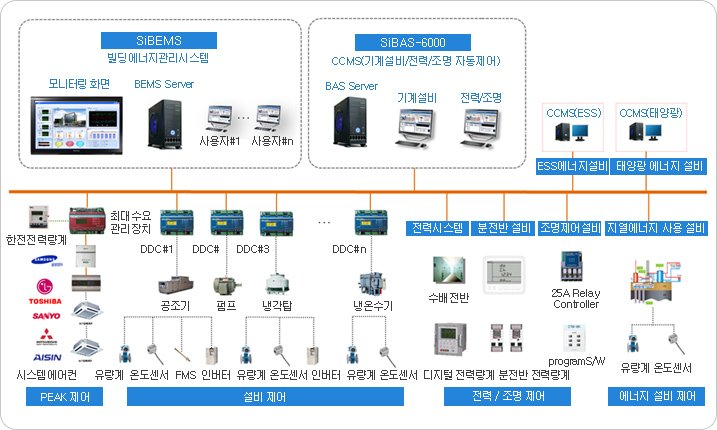 SiBEMS
빌딩에너지관리시스템
모니터링 화면
BEMS Server
사용자#1
...
사용자#n
SiBAS-6000
CCMS(기계설비/전력/조명 자동제어)
BAS Server
기계설비
전력/조명
CCMS(ESS)
CCMS(태양광)
ESS에너지설비
태양광 에너지 설비
한전전력량계
최대 수요
관리 장치
DDC#1
DDC#
DDC#3
...
DDC#n
전력시스템
분전반 설비
조명제어설비
지열에너지 사용 설비
SAMSUNG
LG
TOSHIBA
SANYO
MITSUBISHI
AISIN
시스템에어컨
공조기
펌프
냉각탑
냉온수기
수배전반
25A Relay
Controller
유량계
온도센서
FMS
인버터
유량계
온도센서
인버터
유량계
온도센서
디지털 전력량계
분전반 전력량계
programS/W
유량계
온도센서
PEAK 제어
설비 제어
전력 / 조명 제어
에너지 설비 제어